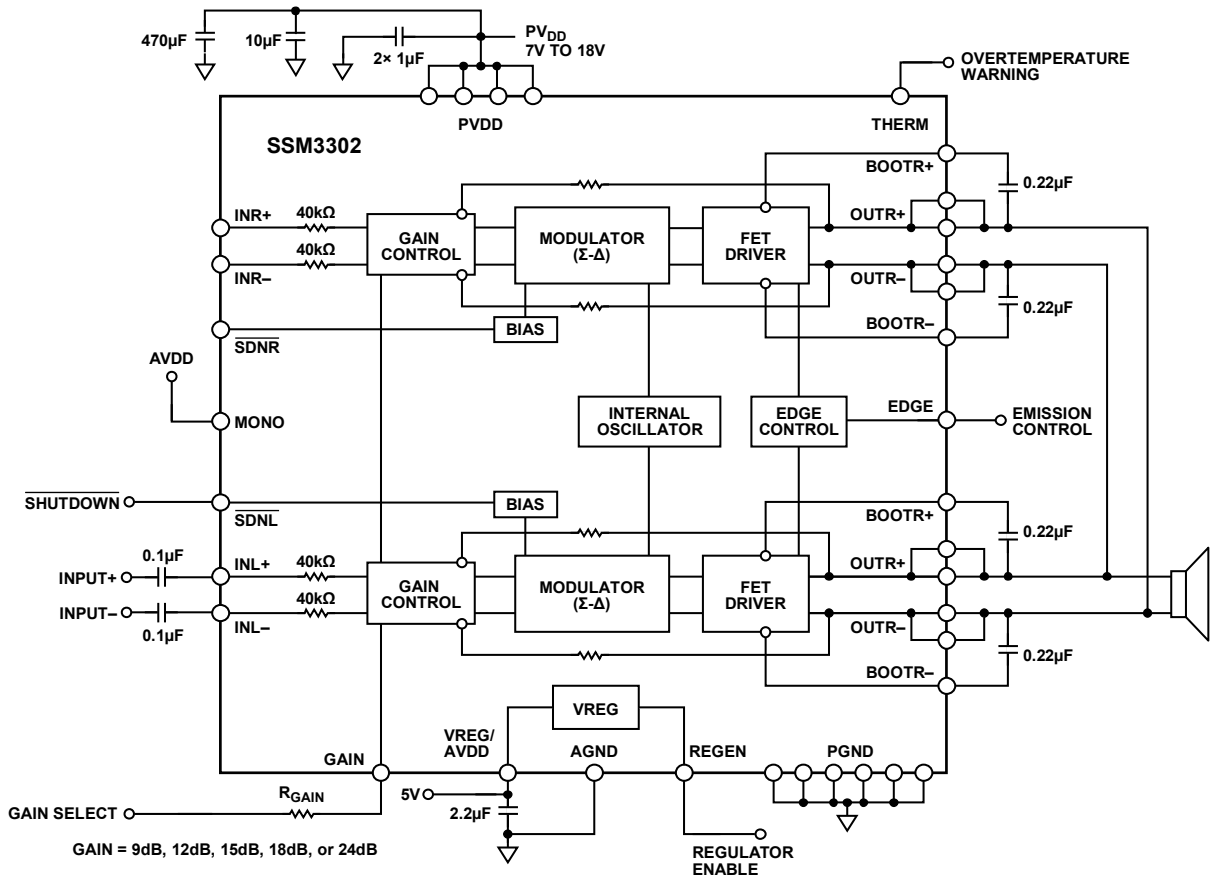 470µF
10µF
2× 1µF
PVDD
7V TO 18V
OVERTEMPERATURE
WARNING
PVDD
THERM
SSM3302
BOOTR+
0.22µF
INR+
40kΩ
GAIN
CONTROL
MODULATOR
(Σ-Δ)
FET
DRIVER
OUTR+
40kΩ
INR–
OUTR–
0.22µF
BIAS
BOOTR–
SDNR
AVDD
MONO
INTERNAL
OSCILLATOR
EDGE
CONTROL
EDGE
EMISSION
CONTROL
SHUTDOWN
BIAS
SDNL
BOOTR+
0.22µF
0.1µF
INPUT+
INL+
40kΩ
GAIN
CONTROL
MODULATOR
(Σ-Δ)
FET
DRIVER
OUTR+
INPUT–
40kΩ
0.1µF
INL–
OUTR–
0.22µF
BOOTR–
VREG
VREG/
AVDD
AGND
REGEN
PGND
GAIN
5V
RGAIN
GAIN SELECT
2.2µF
GAIN = 9dB, 12dB, 15dB, 18dB, or 24dB
REGULATOR
ENABLE